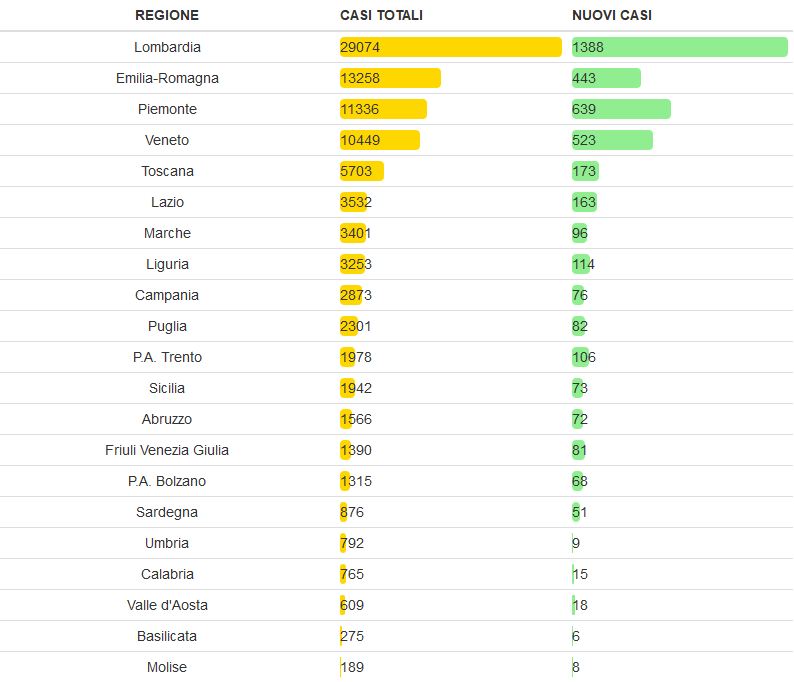 REGIONE CASI TOTALI NUOVI CASI
Lombardia 29074 1388
Emilia-Romagna 13258 443
Piemonte 11336 639
Veneto 10449 523
Toscana 5703 173
Lazio 3532 163
Marche 3401 96
Liguria 3253 114
Campania 2873 76
Puglia 2301 82
P.A. Trento 1978 106
Sicilia 1942 73
Abruzzo 1566 72
Friuli Venezia Giulia 1390 81
P.A. Bolzano 1315 68
Sardegna 876 51
Umbria 792 9
Calabria 765 15
Valle d'Aosta 609 18
Basilicata 275 6
Molise 189 8